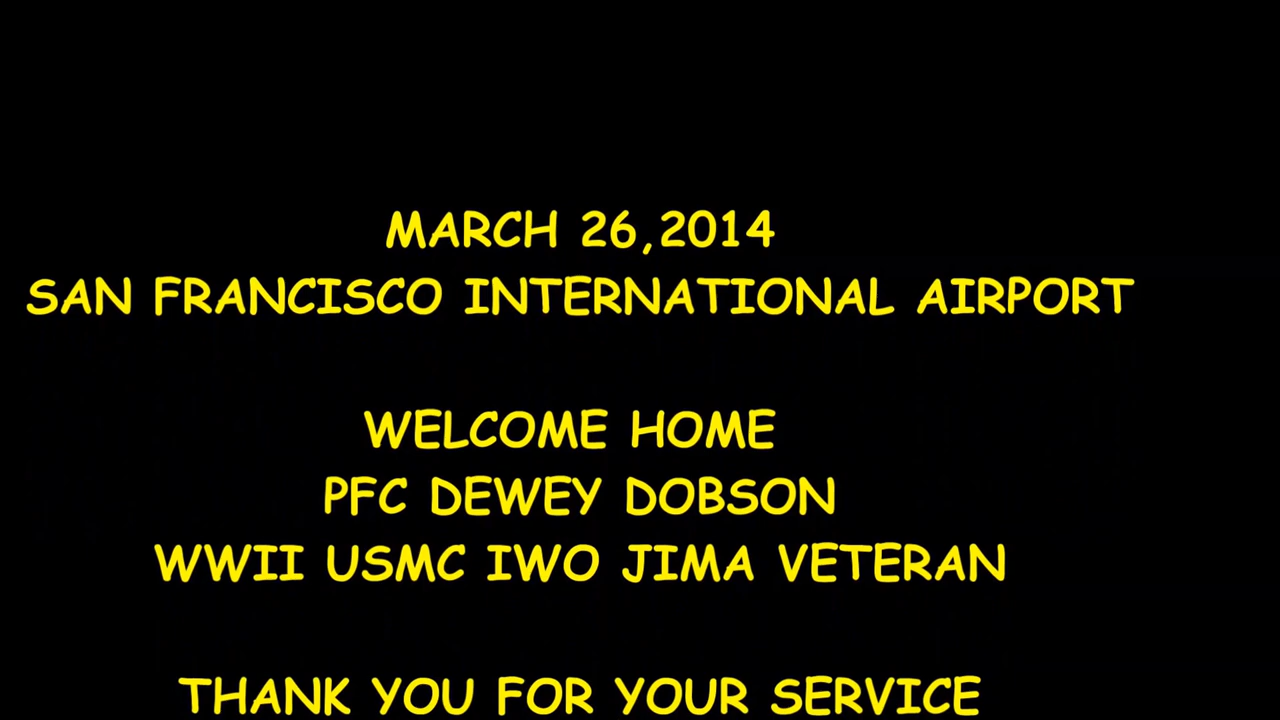 MARCH 26,2014
SAN FRANCISCO INTERNATIONAL AIRPORT
WELCOME HOME
PFC DEWEY DOBSON
WWII USMC IWO JIMA VETERAN
THANK YOU FOR YOUR SERVICE